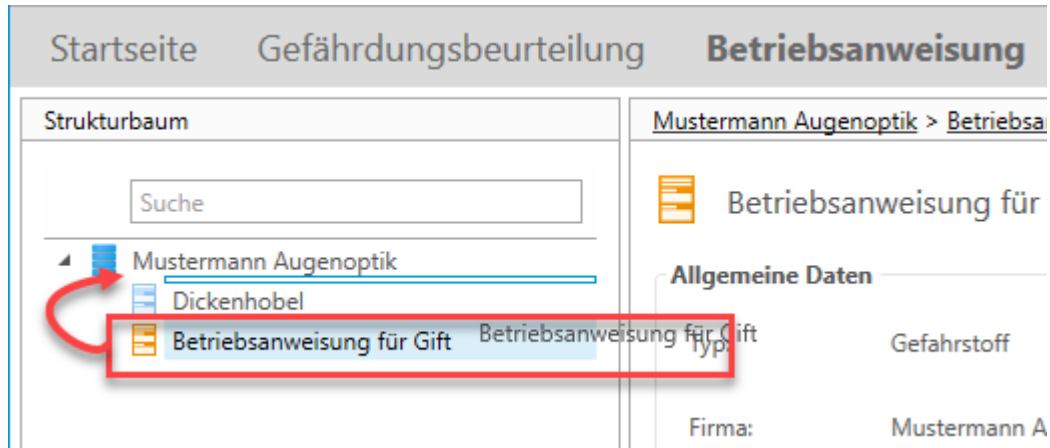 Startseite Gefährdungsbeurteilung Betriebsanweisung
Strukturbaum
Suche
Mustermann Augenoptik
Dickenhobel
Betriebsanweisung für Gift
Betriebsanweisung für Gift
Mustermann Augenoptik > Betriebsa
Betriebsanweisung für
Allgemeine Daten
Typ: Gefahrstoff
Firma: Mustermann A